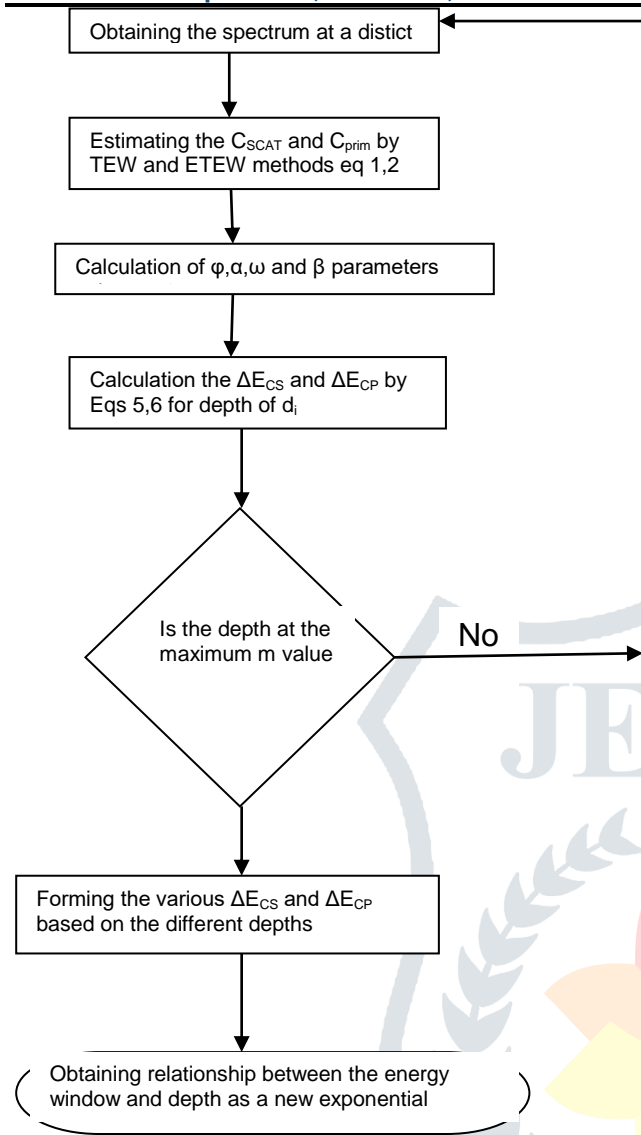 Obtaining the spectrum at a distict
Estimating the CSCAT and Cprim by
TEW and ETEW methods eq 1,2
Calculation of φ,α,ω and β parameters
Calculation the ΔECS and ΔECP by
Eqs 5,6 for depth of di
Is the depth at the
maximum m value
No
JE
Forming the various ΔECS and ΔECP
based on the different depths
Obtaining relationship between the energy
window and depth as a new exponential